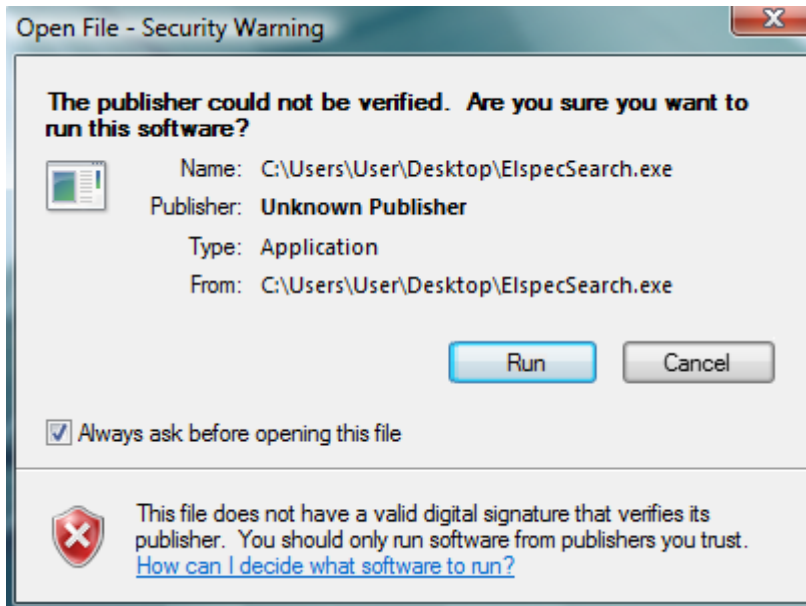 Open File - Security Warning
The publisher could not be verified.  Are you sure you want to
run this software?
Name: C:\Users\User\Desktop\ElspecSearch.exe
Publisher: Unknown Publisher
Type: Application
From: C:\Users\User\Desktop\ElspecSearch.exe
Run Cancel
Always ask before opening this file
This file does not have a valid digital signature that verifies its
publisher.  You should only run software from publishers you trust.
How can I decide what software to run?